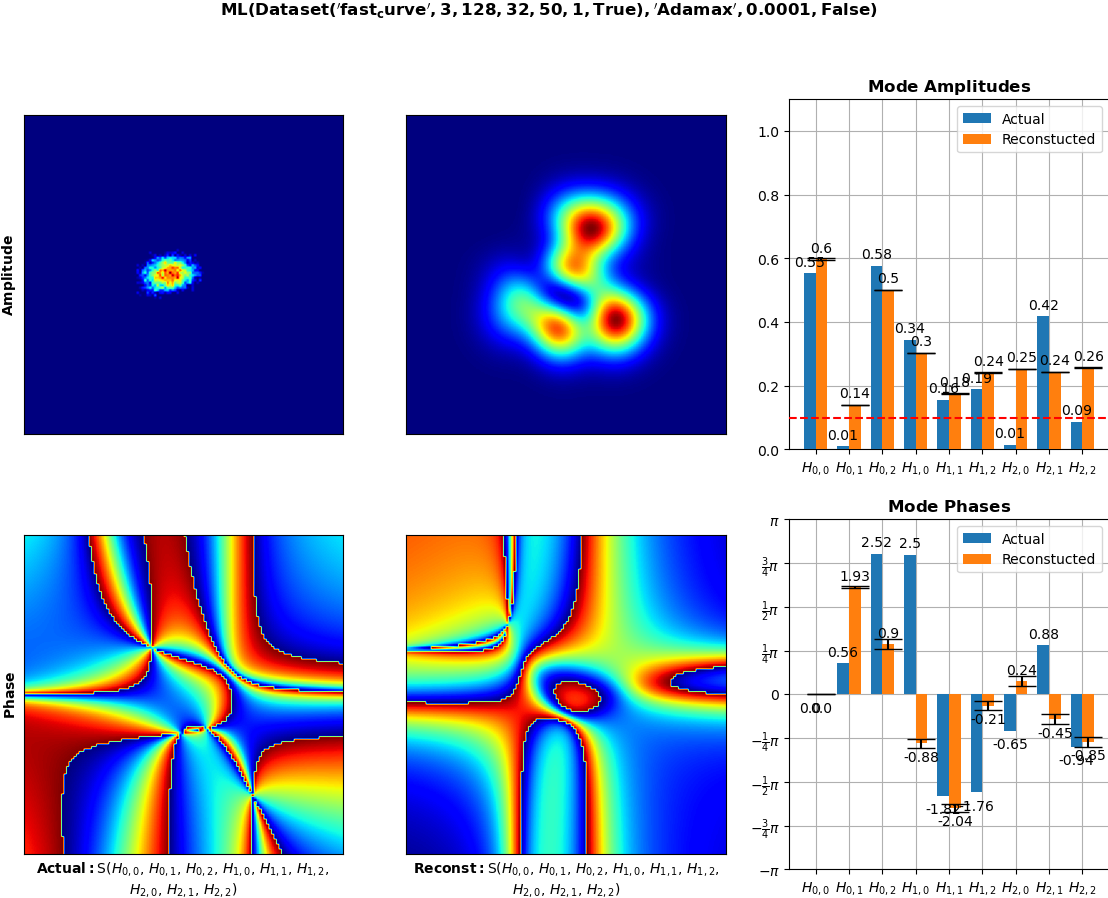 ML(Dataset('fast_curve', 3, 128, 32, 50, 1, True), 'Adamax', 0.0001, False)
Amplitude
Mode Amplitudes
Actual
Reconstucted
1.0
0.8
0.6
0.4
0.2
0.0
0.55
0.6
0.01
0.14
0.58
0.5
0.34
0.3
0.16
0.18
0.19
0.24
0.01
0.25
0.42
0.24
0.09
0.26
H0,0 H0,1 H0,2 H1,0 H1,1 H1,2 H2,0 H2,1 H2,2
Phase
Mode Phases
Actual
Reconstucted
π
3/4π
1/2π
1/4π
0
−1/4π
−1/2π
−3/4π
−π
0.0
0.0
0.56
1.93
2.52
0.9
2.5
-0.88
-2.04
-1.76
-0.21
-0.65
0.24
0.88
-0.45
-0.94
-0.85
H0,0 H0,1 H0,2 H1,0 H1,1 H1,2 H2,0 H2,1 H2,2
Actual: S(H0,0, H0,1, H0,2, H1,0, H1,1, H1,2,
H2,0, H2,1, H2,2)
Reconst: S(H0,0, H0,1, H0,2, H1,0, H1,1, H1,2,
H2,0, H2,1, H2,2)